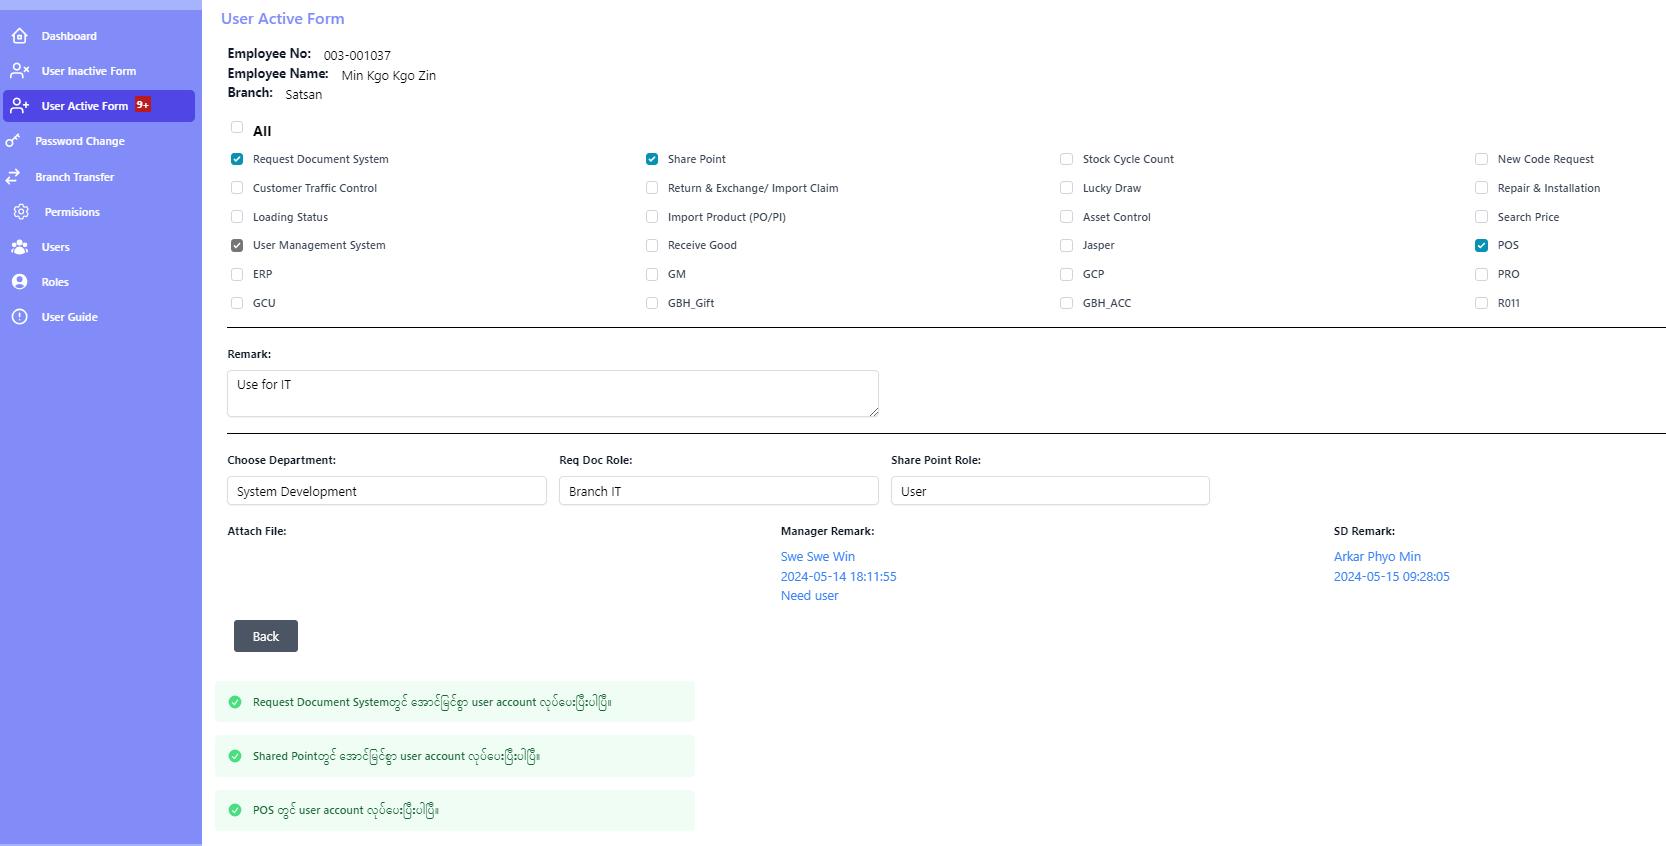 User Active Form
Dashboard
User Inactive Form
User Active Form 9+
Password Change
Branch Transfer
Permisions
Users
Roles
User Guide
Employee No: 003-001037
Employee Name: Min Kgo Kgo Zin
Branch: Satsan
All
Request Document System Share Point Stock Cycle Count New Code Request
Customer Traffic Control Return & Exchange/ Import Claim Lucky Draw Repair & Installation
Loading Status Import Product (PO/PI) Asset Control Search Price
User Management System Receive Good Jasper POS
ERP GM GCP PRO
GCU GBH_Gift GBH_ACC R011
Remark:
Use for IT
Choose Department: Req Doc Role: Share Point Role:
System Development Branch IT User
Attach File: Manager Remark: SD Remark:
Swe Swe Win Arkar Phyo Min
2024-05-14 18:11:55 2024-05-15 09:28:05
Need user
Back
Request Document Systemတွင် အောင်မြင်စွာ user account လုပ်ပေးပြီးပါပြီ။
Shared Pointတွင် အောင်မြင်စွာ user account လုပ်ပေးပြီးပါပြီ။
POS တွင် user account လုပ်ပေးပြီးပါပြီ။